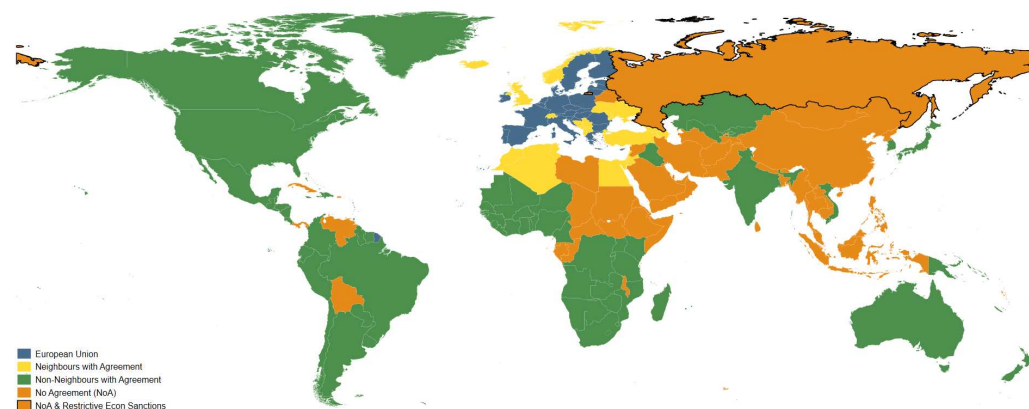 European Union
Neighbours with Agreement
Non-Neighbours with Agreement
No Agreement (NoA)
NoA & Restrictive Econ Sanctions